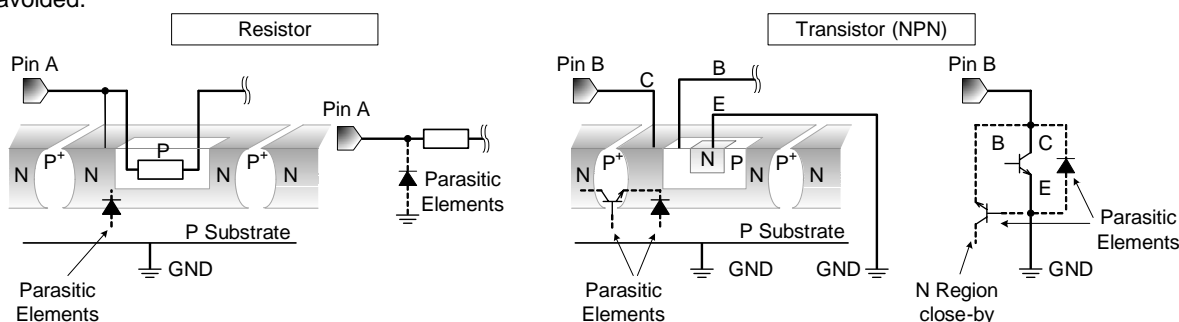 avoided.
Resistor
Transistor (NPN)
Pin A
Pin A
P
N P+ N N P+ N
Parasitic
Elements
P Substrate
GND
Parasitic
Elements
Pin B
C
B
E
N P+ N P N P+ N
P Substrate
GND
GND
Parasitic
Elements
Pin B
B
C
E
Parasitic
Elements
GND
N Region
close-by